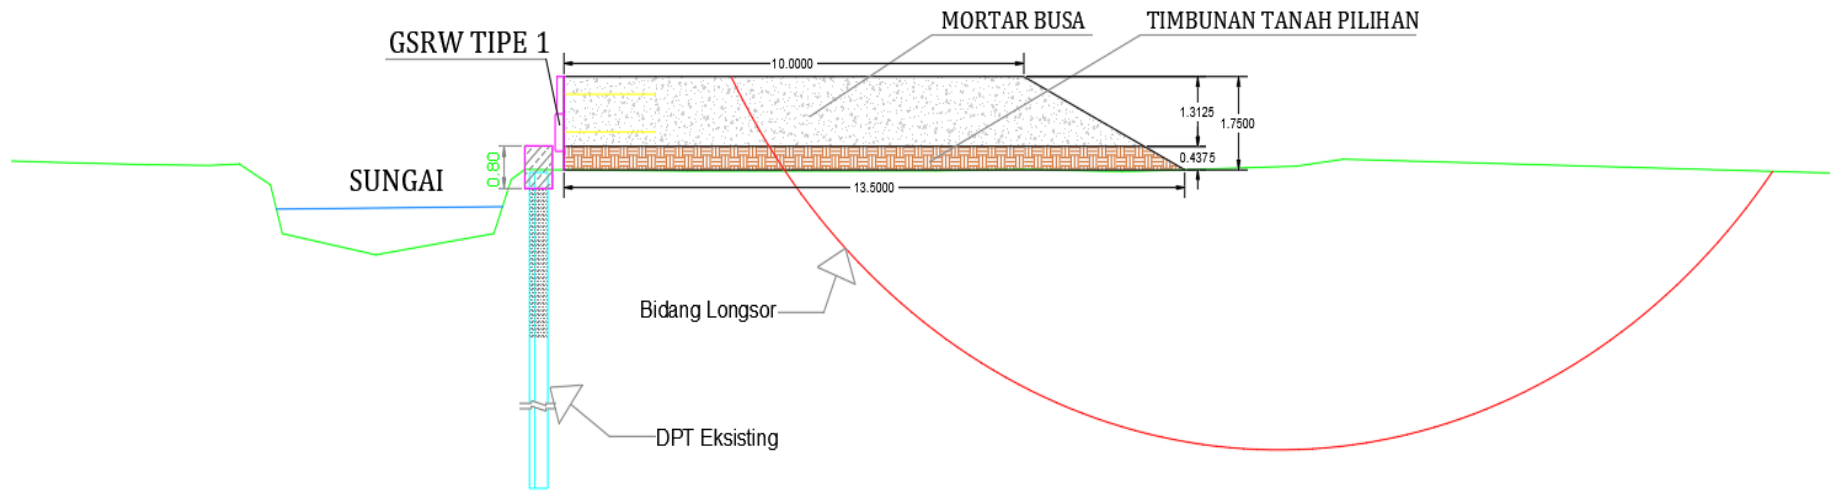 MORTAR BUSA
TIMBUNAN TANAH PILIHAN
GSRW TIPE 1
10.0000
1.3125
1.7500
0.4375
0.80
SUNGAI
13.5000
Bidang Longsor
DPT Eksisting